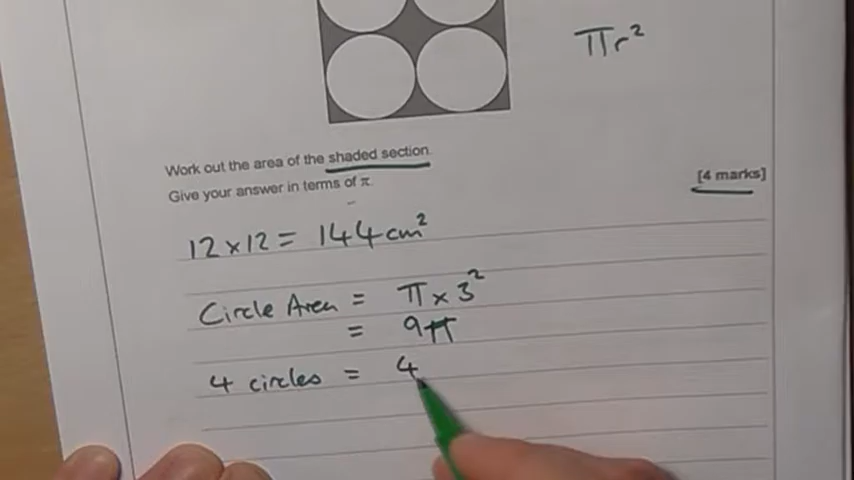 πr²
Work out the area of the shaded section.
Give your answer in terms of π.
[4 marks]
12 × 12 = 144 cm²
Circle Area = π × 3²
= 9π
4 circles = 4